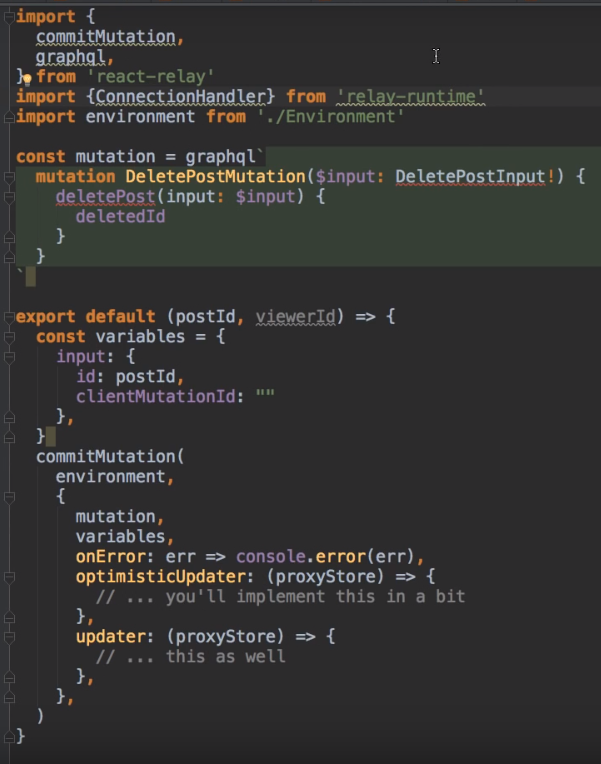 import {
  commitMutation,
  graphql,
} from 'react-relay'
import {ConnectionHandler} from 'relay-runtime'
import environment from './Environment'

const mutation = graphql`
  mutation DeletePostMutation($input: DeletePostInput!) {
    deletePost(input: $input) {
      deletedId
    }
  }
`

export default (postId, viewerId) => {
  const variables = {
    input: {
      id: postId,
      clientMutationId: ""
    },
  }
  commitMutation(
    environment,
    {
      mutation,
      variables,
      onError: err => console.error(err),
      optimisticUpdater: (proxyStore) => {
        // ... you'll implement this in a bit
      },
      updater: (proxyStore) => {
        // ... this as well
      },
    },
  )
}